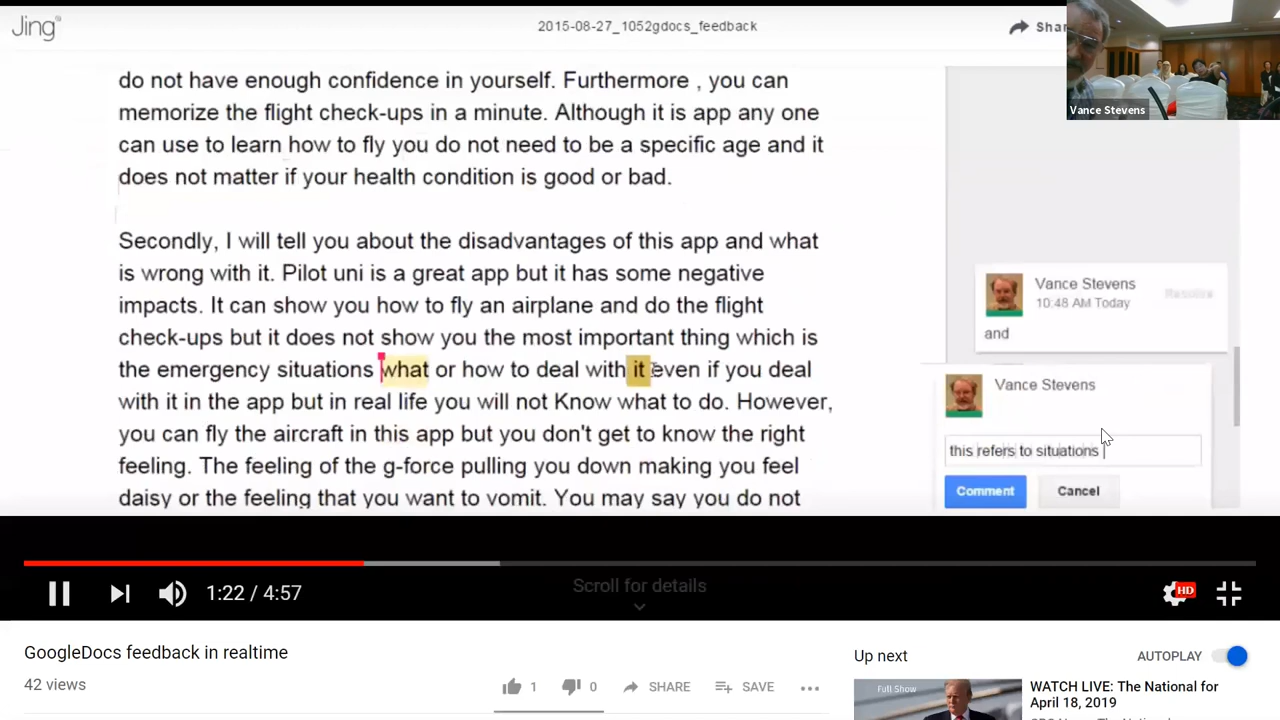 Jing
2015-08-27_1052gdocs_feedback
Shar
Vance Stevens
do not have enough confidence in yourself. Furthermore , you can
memorize the flight check-ups in a minute. Although it is app any one
can use to learn how to fly you do not need to be a specific age and it
does not matter if your health condition is good or bad.
Secondly, I will tell you about the disadvantages of this app and what
is wrong with it. Pilot uni is a great app but it has some negative
impacts. It can show you how to fly an airplane and do the flight
check-ups but it does not show you the most important thing which is
the emergency situations what or how to deal with it even if you deal
with it in the app but in real life you will not Know what to do. However,
you can fly the aircraft in this app but you don't get to know the right
feeling. The feeling of the g-force pulling you down making you feel
daisy or the feeling that you want to vomit. You may say you do not
Vance Stevens
10:48 AM Today
Resolve
and
Vance Stevens
this refers to situations
Comment
Cancel
1:22 / 4:57
Scroll for details
HD
GoogleDocs feedback in realtime
42 views
1
0
SHARE
SAVE
Up next
AUTOPLAY
Full Show
WATCH LIVE: The National for
April 18, 2019